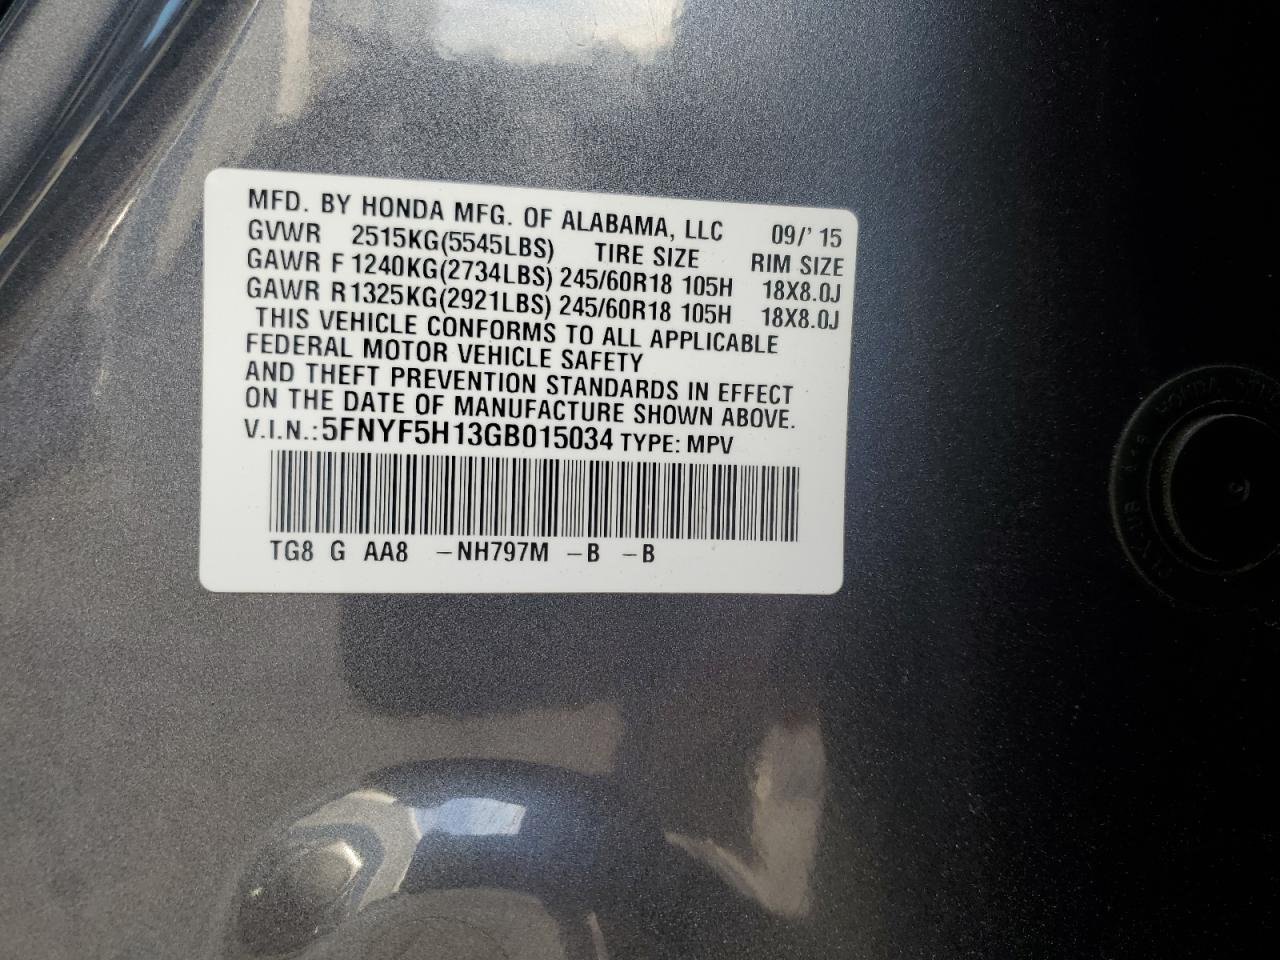 MFD. BY HONDA MFG. OF ALABAMA, LLC 09/' 15
GVWR 2515KG(5545LBS) TIRE SIZE RIM SIZE
GAWR F 1240KG(2734LBS) 245/60R18 105H 18X8.0J
GAWR R1325KG(2921LBS) 245/60R18 105H 18X8.0J
THIS VEHICLE CONFORMS TO ALL APPLICABLE
FEDERAL MOTOR VEHICLE SAFETY
AND THEFT PREVENTION STANDARDS IN EFFECT
ON THE DATE OF MANUFACTURE SHOWN ABOVE.
V.I.N.:5FNYF5H13GB015034 TYPE: MPV
TG8 G AA8 -NH797M -B -B
HONDA